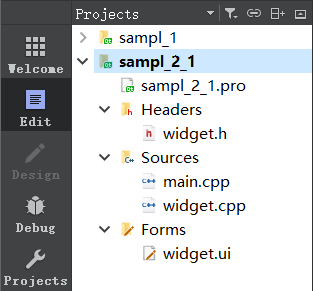 Projects
sampl_1
sampl_2_1
sampl_2_1.pro
Headers
widget.h
Sources
main.cpp
widget.cpp
Forms
widget.ui
Welcome
Edit
Design
Debug
Projects